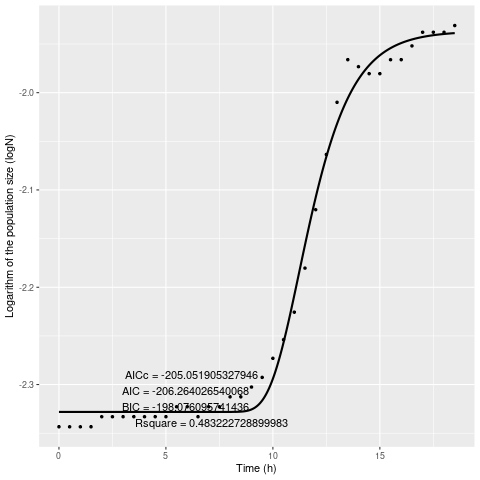 Logarithm of the population size (logN)
-2.0
-2.1
-2.2
-2.3
AICc = -205.051905327946
AIC = -206.264026540068
BIC = -198.076095741436
Rsquare = 0.483222728899983
0 5 10 15
Time (h)